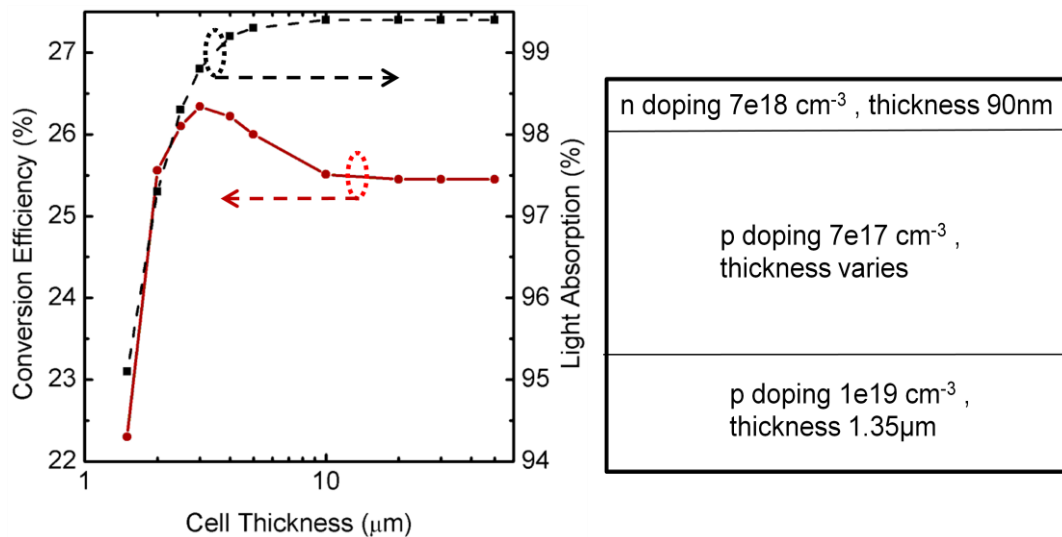 27
26
25
24
23
22
Conversion Efficiency (%)
99
98
97
96
95
94
Light Absorption (%)
1
10
Cell Thickness (μm)
n doping 7e18 cm⁻³ , thickness 90nm
p doping 7e17 cm⁻³ ,
thickness varies
p doping 1e19 cm⁻³ ,
thickness 1.35μm